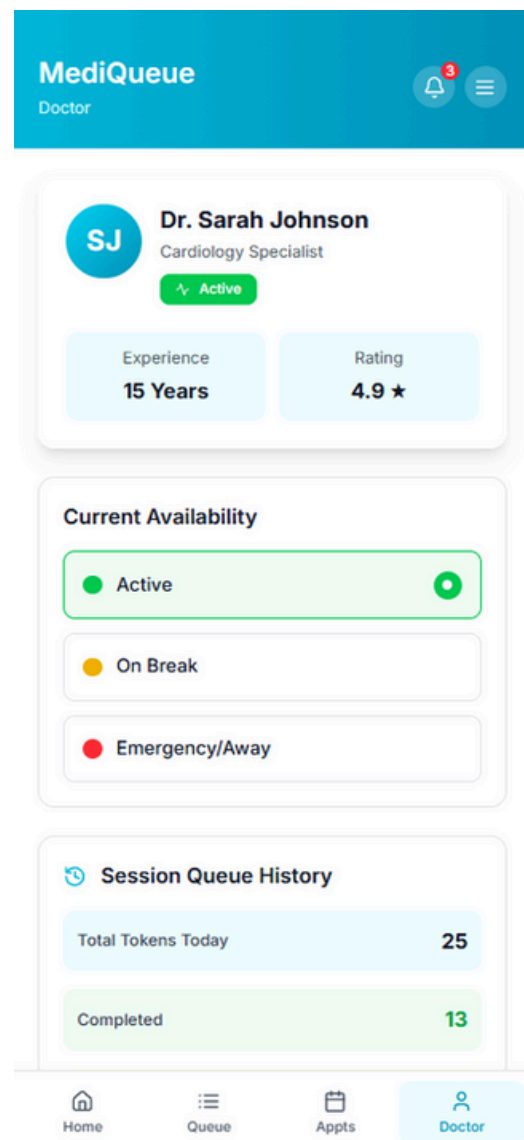 MediQueue
Doctor
3
SJ
Dr. Sarah Johnson
Cardiology Specialist
Active
Experience
15 Years
Rating
4.9 ★
Current Availability
Active
On Break
Emergency/Away
Session Queue History
Total Tokens Today
25
Completed
13
Home
Queue
Appts
Doctor